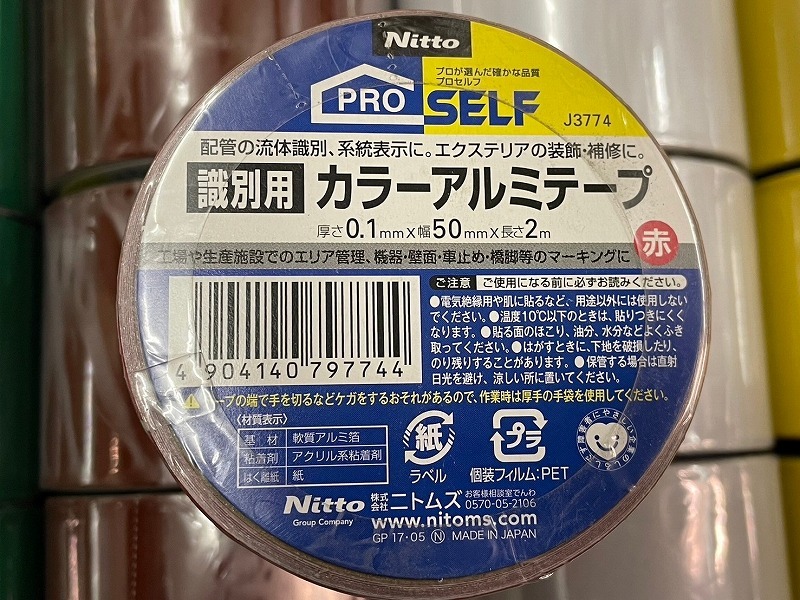 Nitto
プロが選んだ確かな品質
プロセルフ
PRO SELF
J3774
配管の流体識別、系統表示に。エクステリアの装飾・補修に。
識別用 カラーアルミテープ
厚さ0.1mm×幅50mm×長さ2m
赤
工場や生産施設でのエリア管理、機器・壁面・車止め・橋脚等のマーキングに
ご注意 ご使用になる前に必ずお読みください。
●電気絶縁用や肌に貼るなど、用途以外には使用しない
でください。●温度10℃以下のときは、貼りつきにくく
なります。●貼る面のほこり、油分、水分などよくふき
取ってください。●はがすときに、下地を破損したり、
のり残りすることがあります。●保管する場合は直射
日光を避け、涼しい所に置いてください。
4 904140 797744
ープの端で手を切るなどケガをするおそれがあるので、作業時は厚手の手袋を使用してください。
〈材質表示〉
基材 軟質アルミ箔
粘着剤 アクリル系粘着剤
はく離紙 紙
紙
ラベル
プラ
個装フィルム:PET
Nitto
Group Company
株式会社 ニトムズ
お客様相談室でんわ
0570-05-2106
www.nitoms.com
GP 17・05 N MADE IN JAPAN